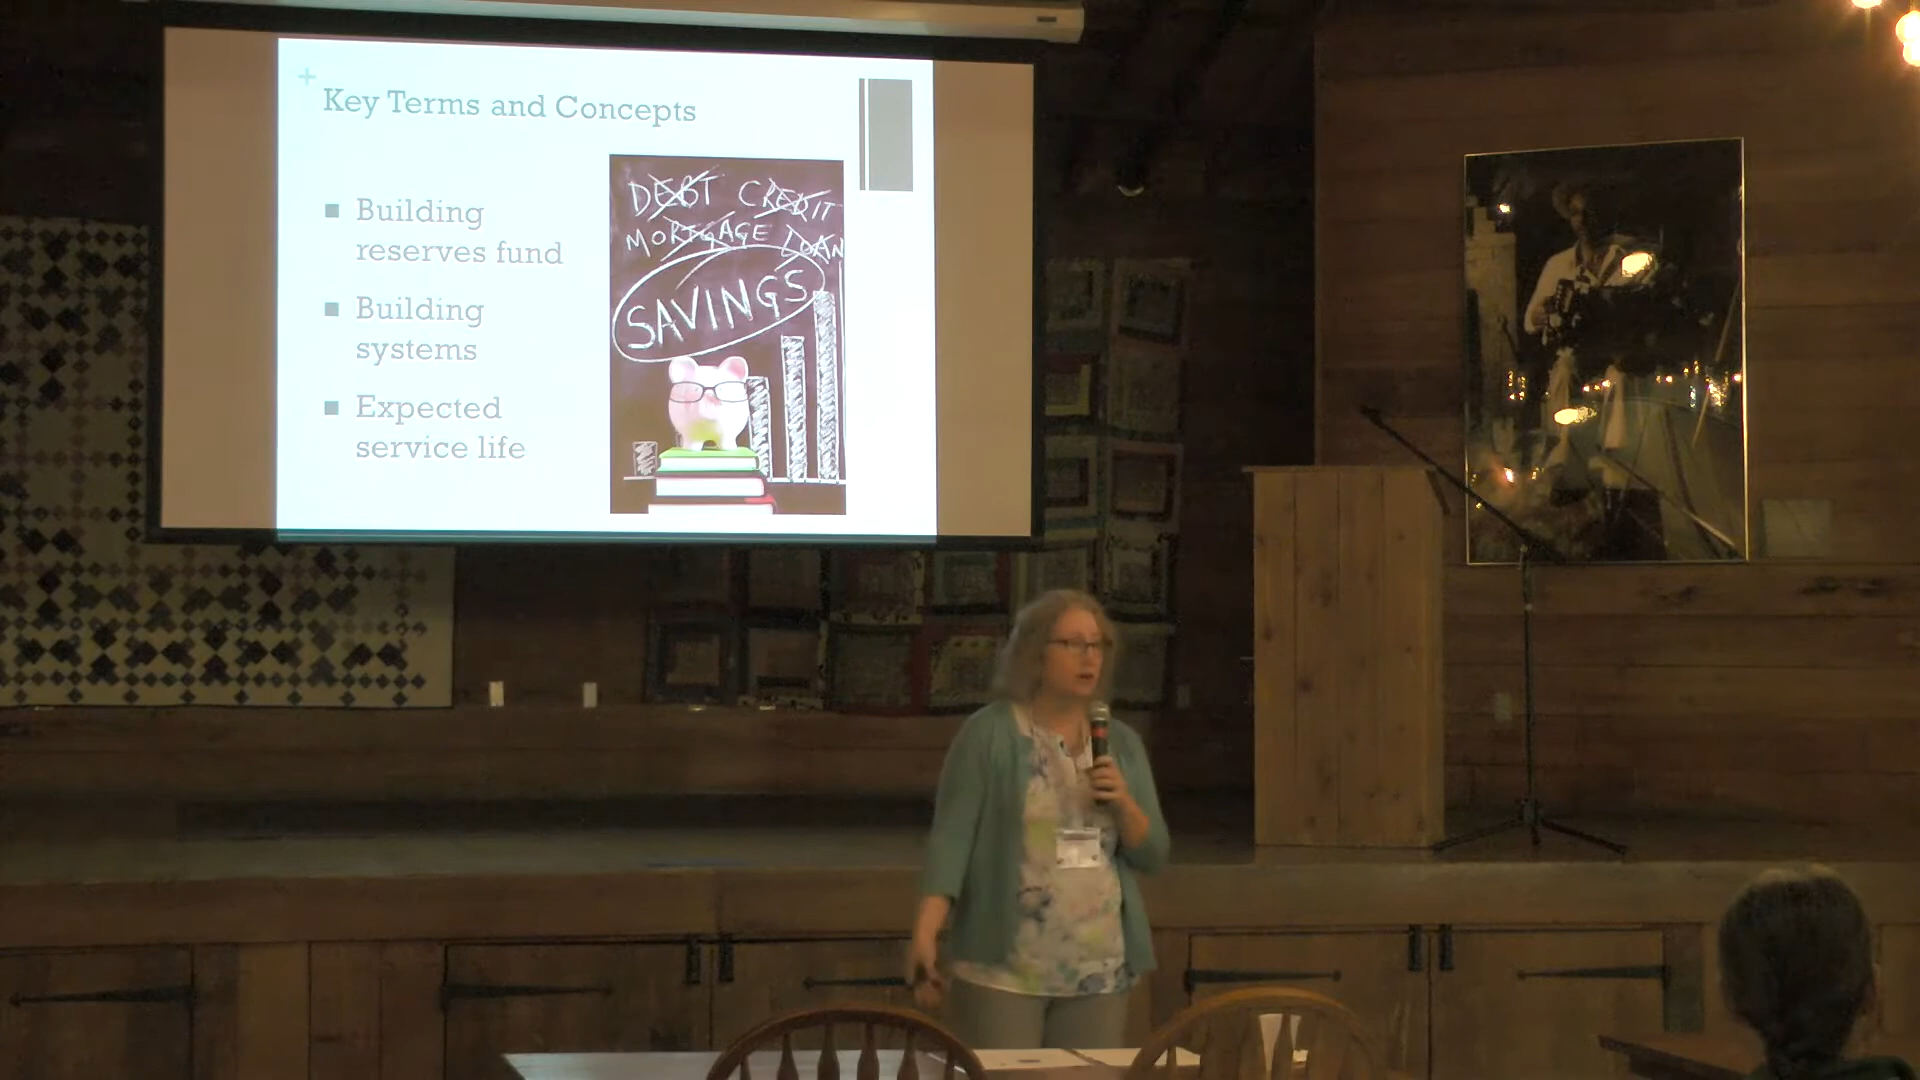 +
Key Terms and Concepts
Building
reserves fund
Building
systems
Expected
service life
DEBT CREDIT
MORTGAGE LOAN
SAVINGS